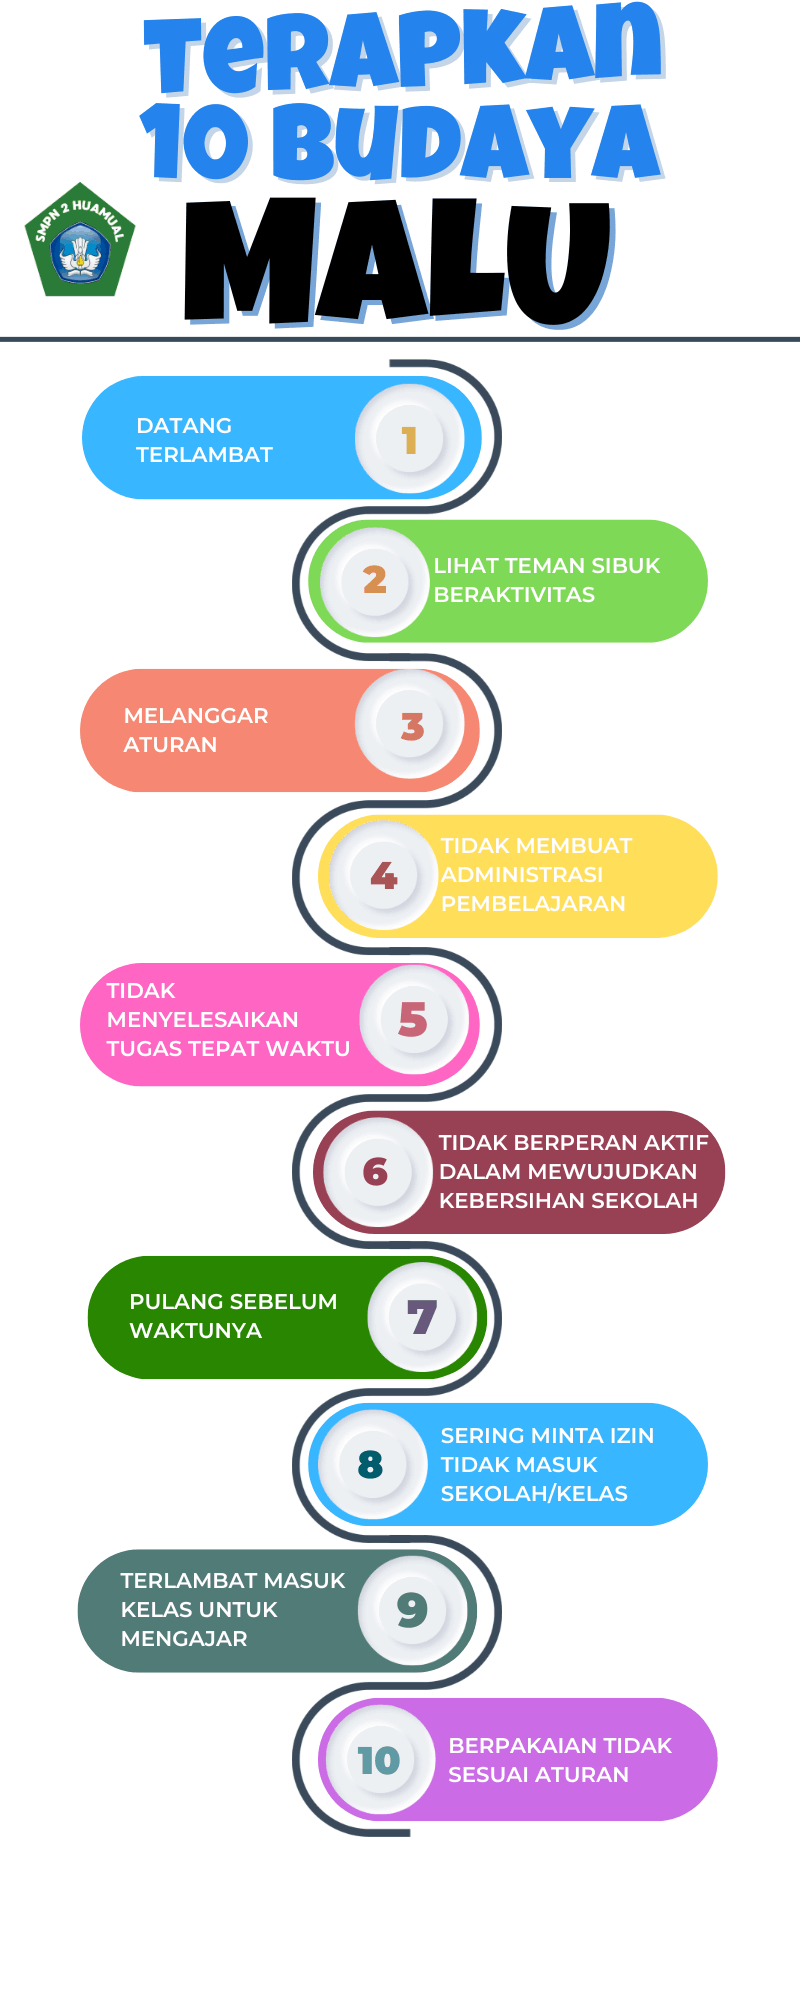 TERAPKAN
10 BUDAYA
MALU
SMPN 2 HUAMUAL
1
DATANG
TERLAMBAT
2
LIHAT TEMAN SIBUK
BERAKTIVITAS
3
MELANGGAR
ATURAN
4
TIDAK MEMBUAT
ADMINISTRASI
PEMBELAJARAN
5
TIDAK
MENYELESAIKAN
TUGAS TEPAT WAKTU
6
TIDAK BERPERAN AKTIF
DALAM MEWUJUDKAN
KEBERSIHAN SEKOLAH
7
PULANG SEBELUM
WAKTUNYA
8
SERING MINTA IZIN
TIDAK MASUK
SEKOLAH/KELAS
9
TERLAMBAT MASUK
KELAS UNTUK
MENGAJAR
10
BERPAKAIAN TIDAK
SESUAI ATURAN